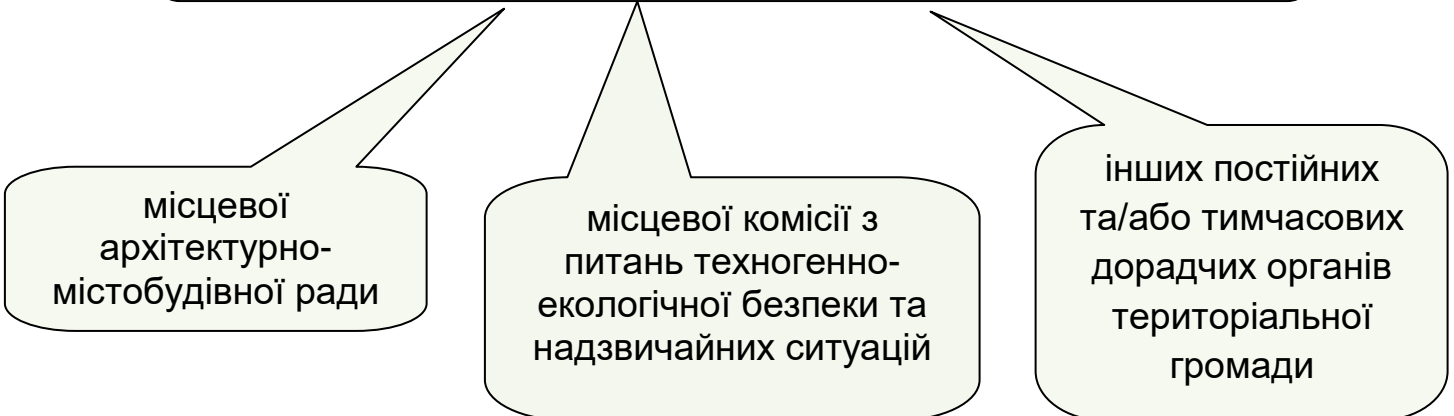 місцевої
архітектурно-
містобудівної ради
місцевої комісії з
питань техногенно-
екологічної безпеки та
надзвичайних ситуацій
інших постійних
та/або тимчасових
дорадчих органів
територіальної
громади